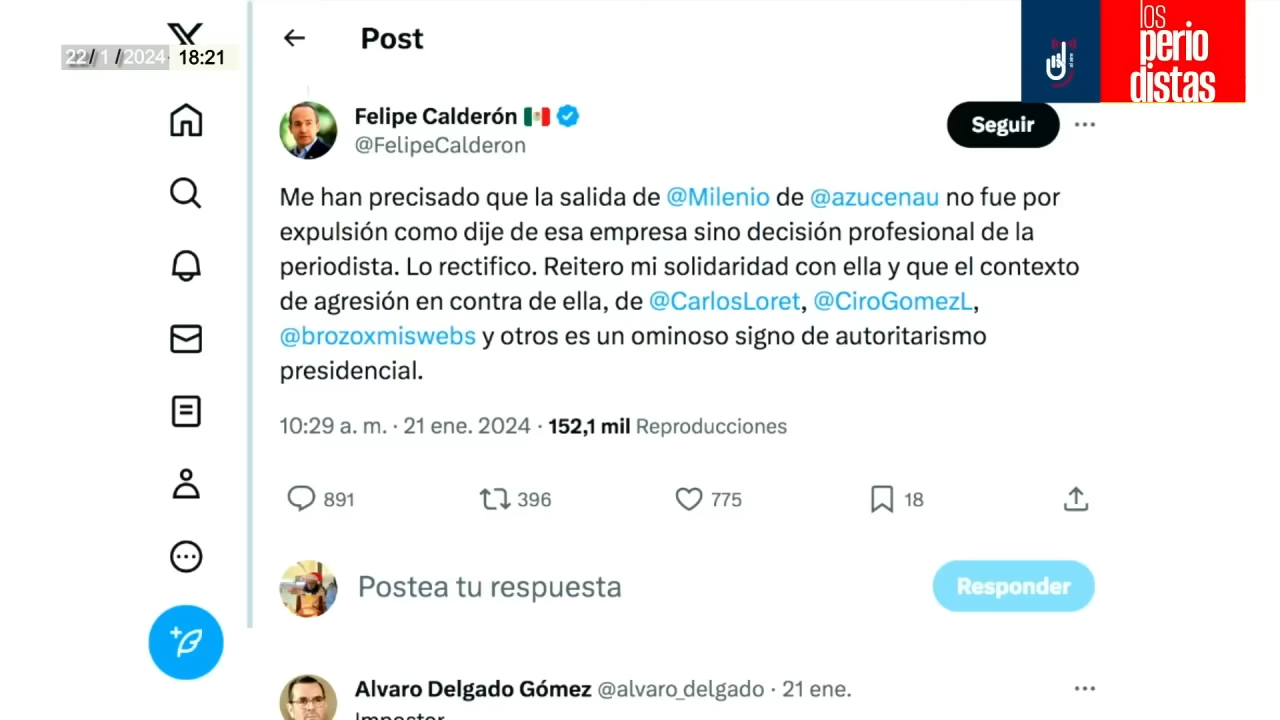 22/1/2024 18:21
Post
los
perio
distas
Felipe Calderón
@FelipeCalderon
Seguir
Me han precisado que la salida de @Milenio de @azucenau no fue por
expulsión como dije de esa empresa sino decisión profesional de la
periodista. Lo rectifico. Reitero mi solidaridad con ella y que el contexto
de agresión en contra de ella, de @CarlosLoret, @CiroGomezL,
@brozoxmiswebs y otros es un ominoso signo de autoritarismo
presidencial.
10:29 a. m. · 21 ene. 2024 · 152,1 mil Reproducciones
891 396 775 18
Postea tu respuesta
Responder
Alvaro Delgado Gómez @alvaro_delgado · 21 ene.
Impostor